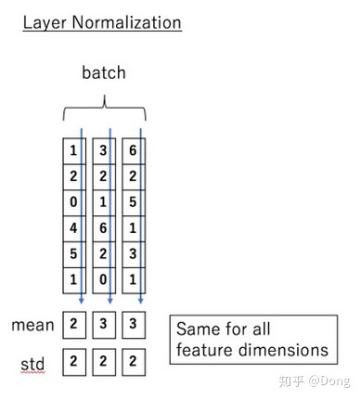 Layer Normalization
batch
1 3 6
2 2 2
0 1 5
4 6 1
5 2 3
1 0 1
mean 2 3 3
Same for all
feature dimensions
std 2 2 2
知乎 @Dong